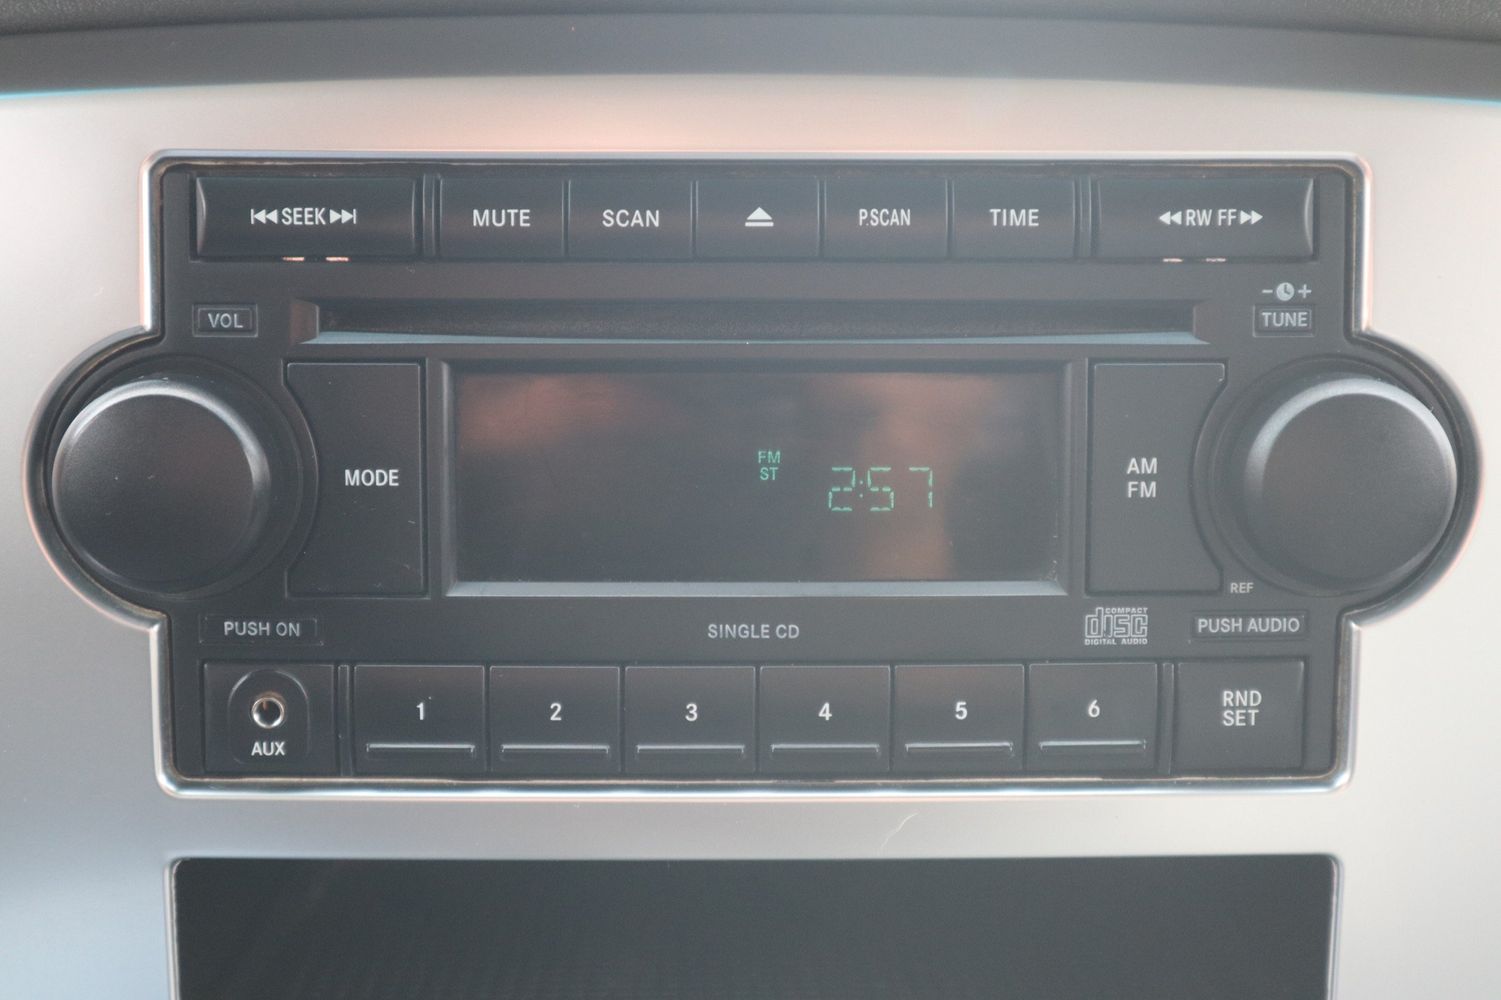 SEEK MUTE SCAN P.SCAN TIME RW FF
VOL
- +
TUNE
MODE
FM
ST
2:57
AM
FM
REF
PUSH ON
SINGLE CD
COMPACT
disc
DIGITAL AUDIO
PUSH AUDIO
AUX
1 2 3 4 5 6
RND
SET